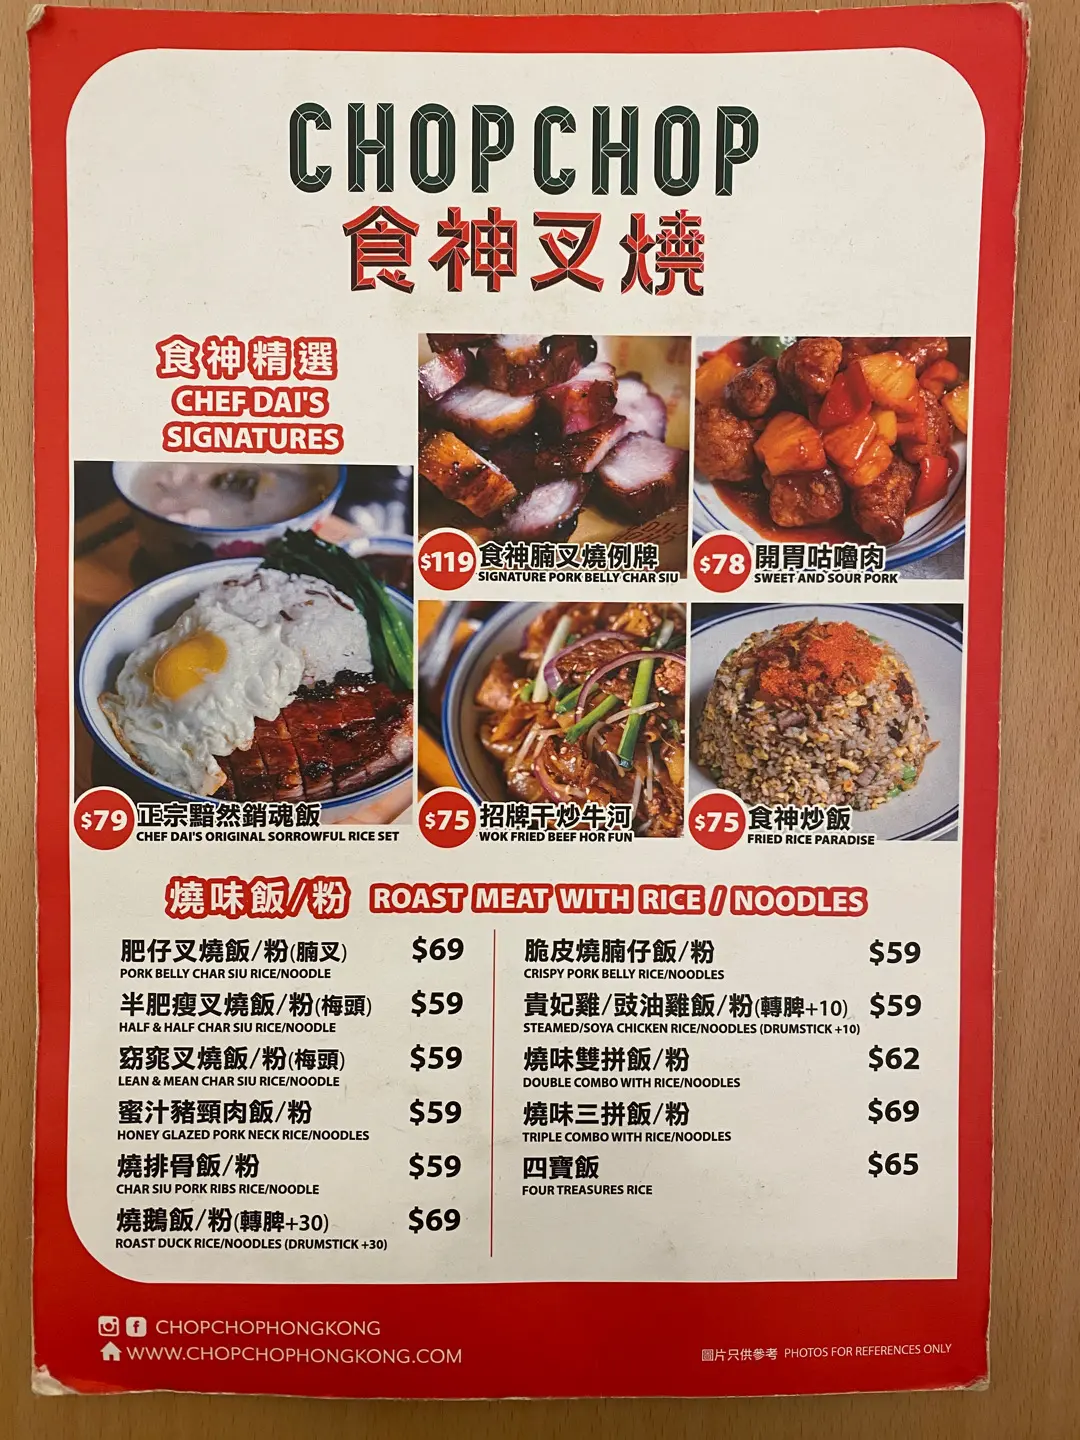 CHOPCHOP
食神叉燒
食神精選
CHEF DAI'S
SIGNATURES
$119 食神腩叉燒例牌
SIGNATURE PORK BELLY CHAR SIU
$78 開胃咕嚕肉
SWEET AND SOUR PORK
$79 正宗黯然銷魂飯
CHEF DAI'S ORIGINAL SORROWFUL RICE SET
$75 招牌干炒牛河
WOK FRIED BEEF HOR FUN
$75 食神炒飯
FRIED RICE PARADISE
燒味飯/粉 ROAST MEAT WITH RICE / NOODLES
肥仔叉燒飯/粉(腩叉) $69
PORK BELLY CHAR SIU RICE/NOODLE
半肥瘦叉燒飯/粉(梅頭) $59
HALF & HALF CHAR SIU RICE/NOODLE
窈窕叉燒飯/粉(梅頭) $59
LEAN & MEAN CHAR SIU RICE/NOODLE
蜜汁豬頸肉飯/粉 $59
HONEY GLAZED PORK NECK RICE/NOODLES
燒排骨飯/粉 $59
CHAR SIU PORK RIBS RICE/NOODLE
燒鵝飯/粉(轉髀+30) $69
ROAST DUCK RICE/NOODLES (DRUMSTICK +30)
脆皮燒腩仔飯/粉 $59
CRISPY PORK BELLY RICE/NOODLES
貴妃雞/豉油雞飯/粉(轉髀+10) $59
STEAMED/SOYA CHICKEN RICE/NOODLES (DRUMSTICK +10)
燒味雙拼飯/粉 $62
DOUBLE COMBO WITH RICE/NOODLES
燒味三拼飯/粉 $69
TRIPLE COMBO WITH RICE/NOODLES
四寶飯 $65
FOUR TREASURES RICE
CHOPCHOPHONGKONG
WWW.CHOPCHOPHONGKONG.COM
圖片只供參考 PHOTOS FOR REFERENCES ONLY